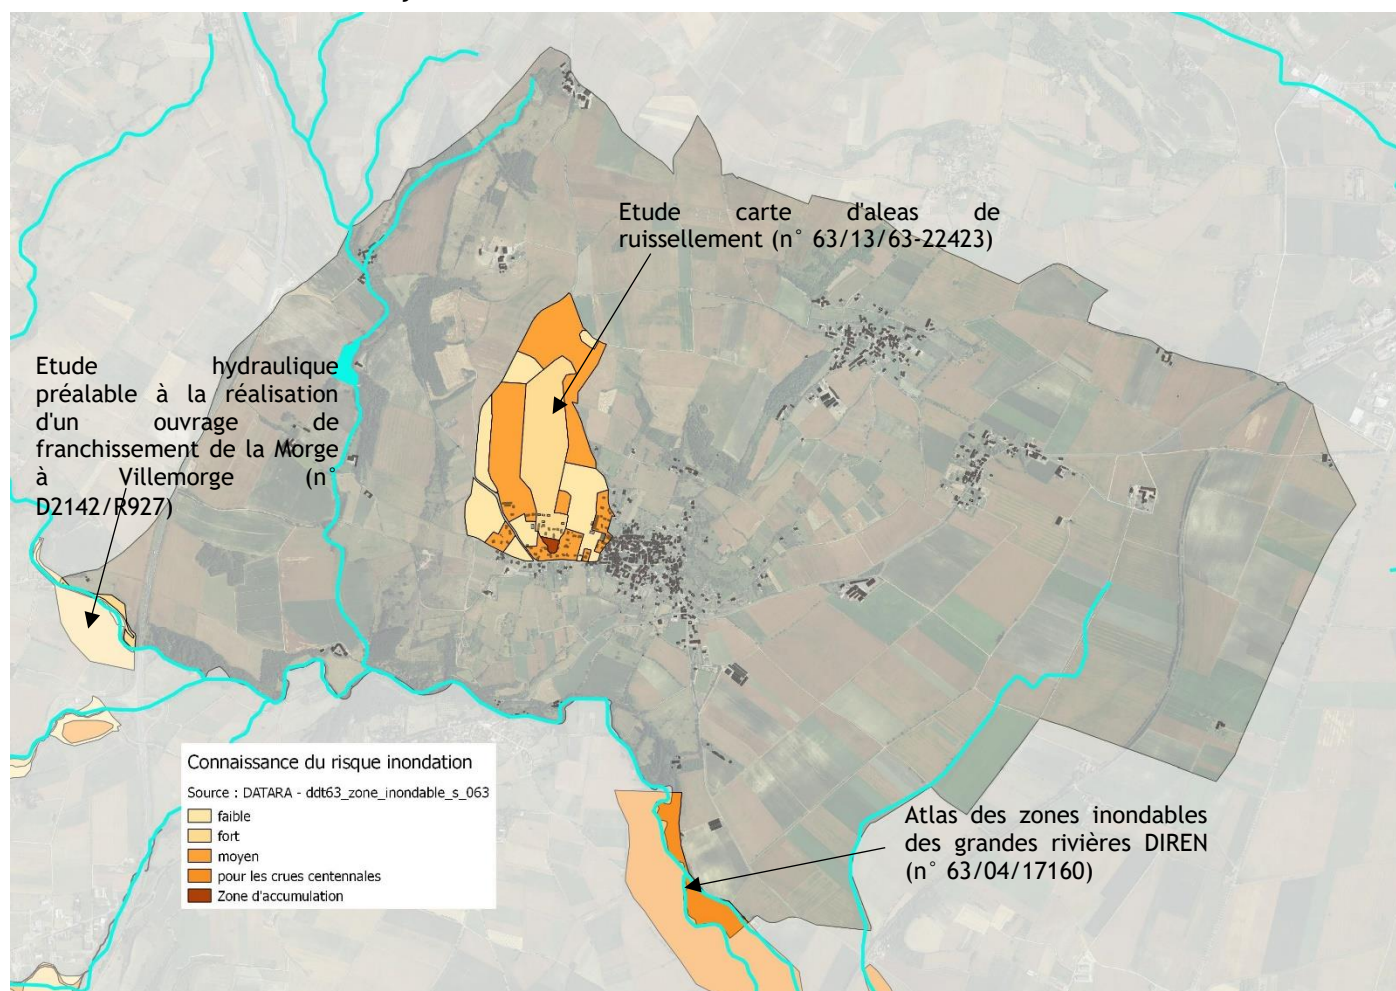 Etude carte d'aleas de
ruissellement (n° 63/13/63-22423)
Etude hydraulique
préalable à la réalisation
d'un ouvrage de
franchissement de la Morge
à Villemorge (n°
D2142/R927)
Connaissance du risque inondation
Source : DATARA - ddt63_zone_inondable_s_063
faible
fort
moyen
pour les crues centennales
Zone d'accumulation
Atlas des zones inondables
des grandes rivières DIREN
(n° 63/04/17160)